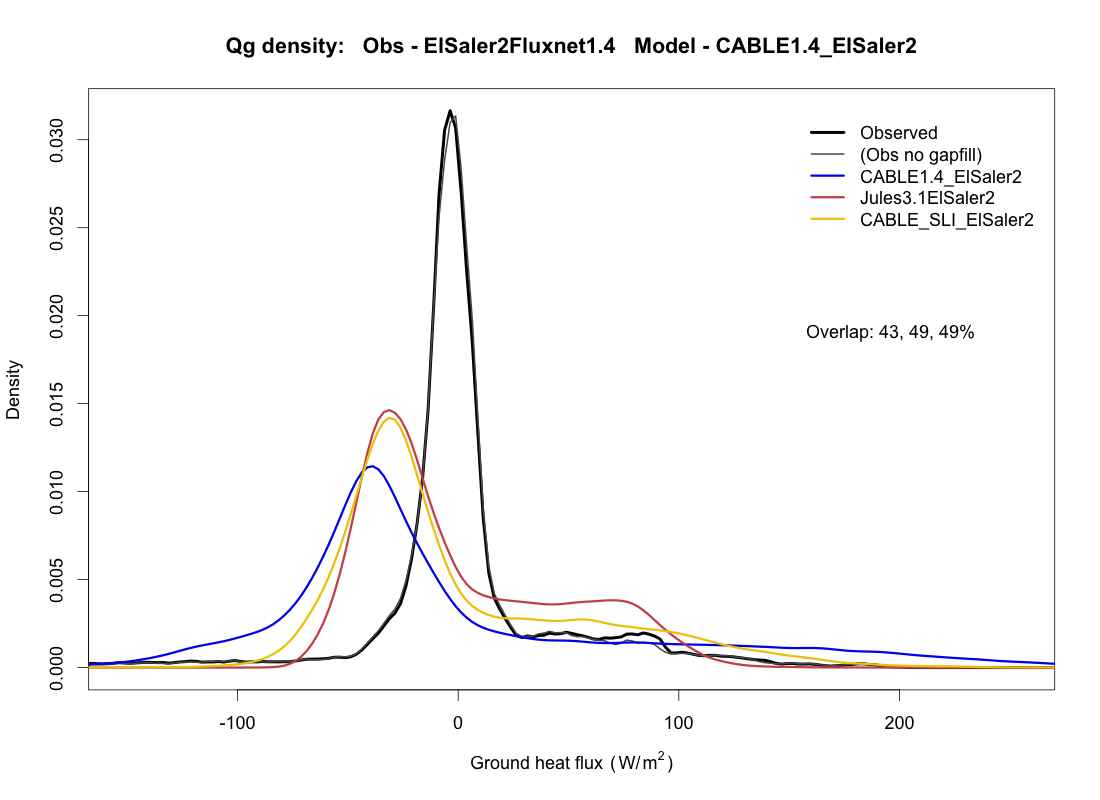 Qg density: Obs - ElSaler2Fluxnet1.4 Model - CABLE1.4_ElSaler2
Observed
(Obs no gapfill)
CABLE1.4_ElSaler2
Jules3.1ElSaler2
CABLE_SLI_ElSaler2
Overlap: 43, 49, 49%
Density
0.030
0.025
0.020
0.015
0.010
0.005
0.000
-100 0 100 200
Ground heat flux (W/m²)